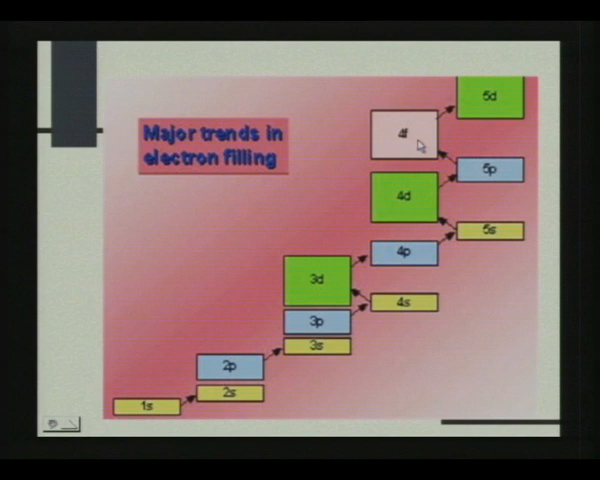 Major trends in
electron filling
5d
4f
5p
4d
5s
4p
3d
4s
3p
3s
2p
2s
1s